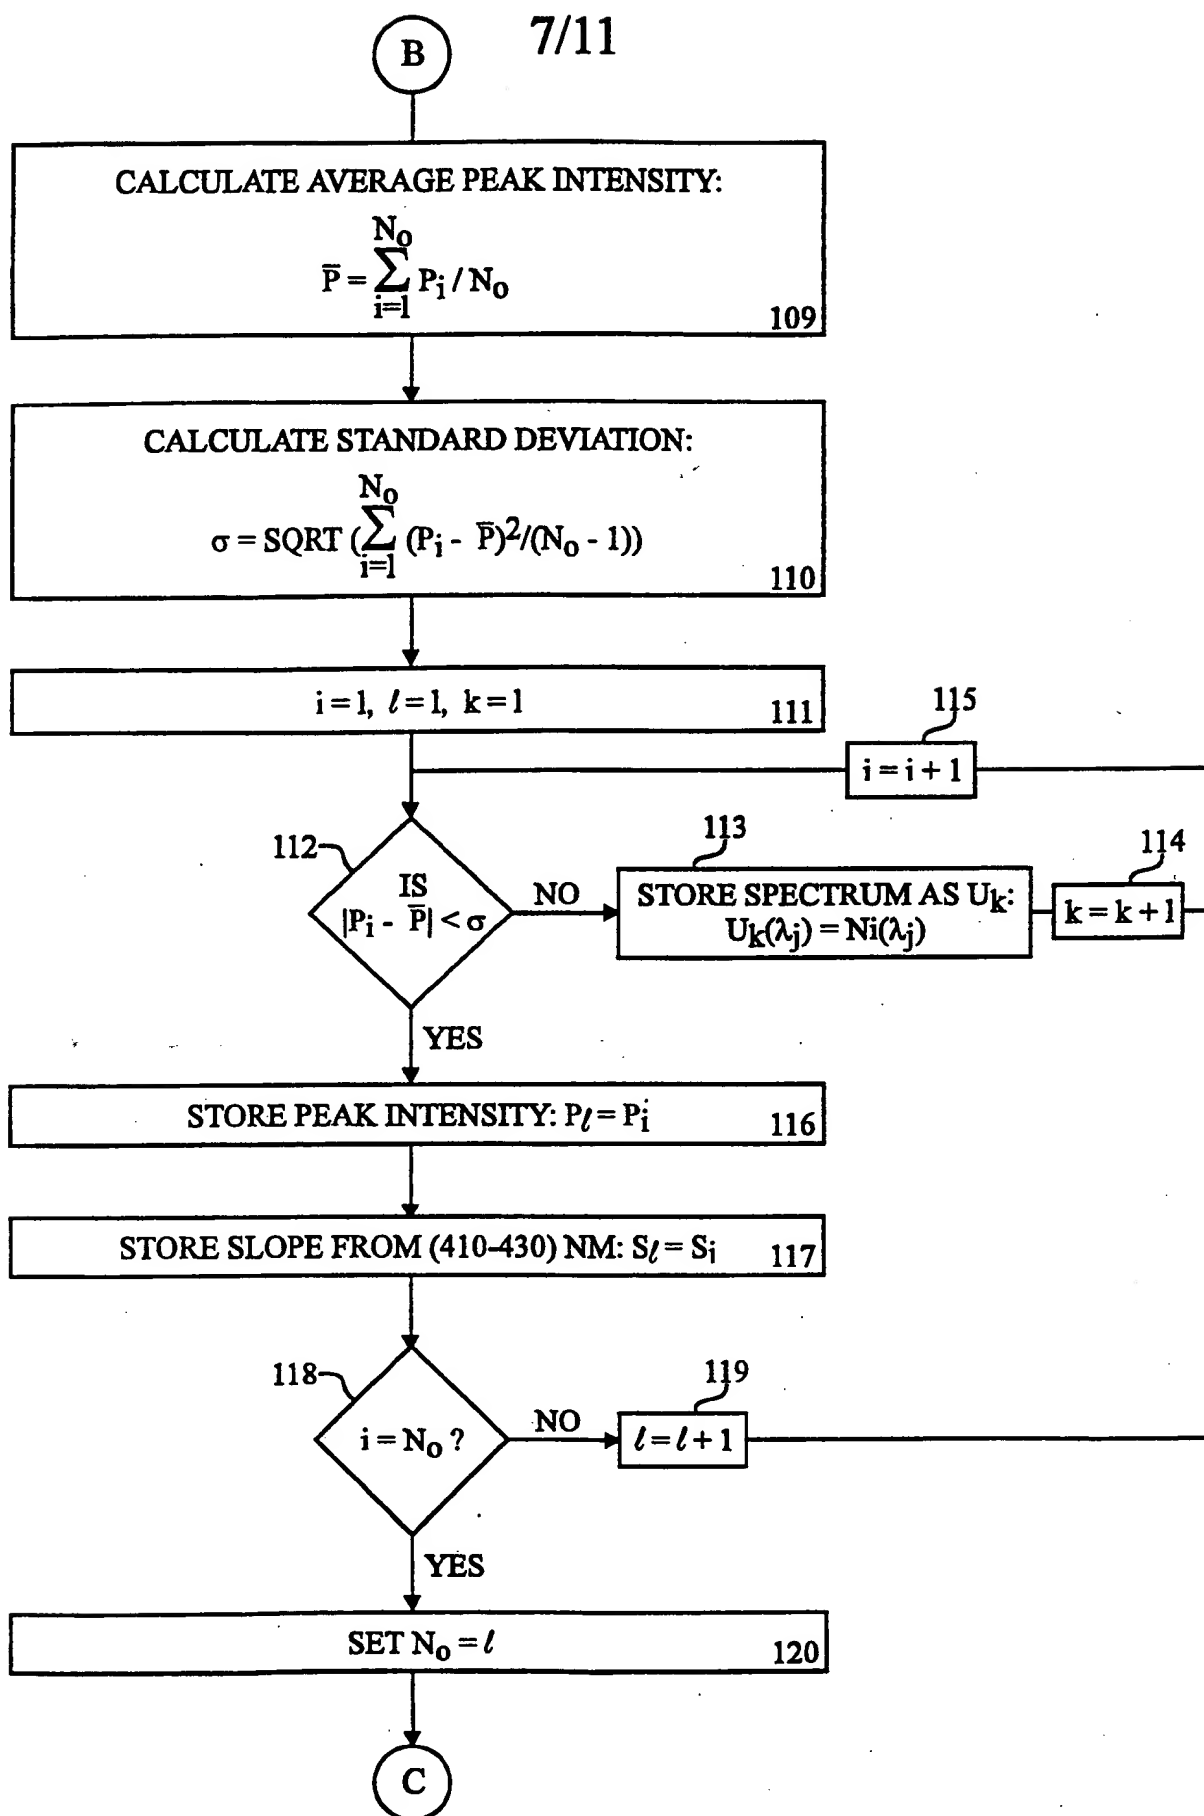 7/11
B
CALCULATE AVERAGE PEAK INTENSITY:
P̅ = ∑ i=1 N₀ Pᵢ / N₀
109
CALCULATE STANDARD DEVIATION:
σ = SQRT (∑ i=1 N₀ (Pᵢ - P̅)²/(N₀ - 1))
110
i = 1, ℓ = 1, k = 1
111
115
i = i + 1
112
IS
|Pᵢ - P̅| < σ
NO
113
STORE SPECTRUM AS Uk:
Uk(λj) = Ni(λj)
114
k = k + 1
YES
STORE PEAK INTENSITY: Pℓ = Pᵢ
116
STORE SLOPE FROM (410-430) NM: Sℓ = Sᵢ
117
118
i = N₀ ?
NO
119
ℓ = ℓ + 1
YES
SET N₀ = ℓ
120
C